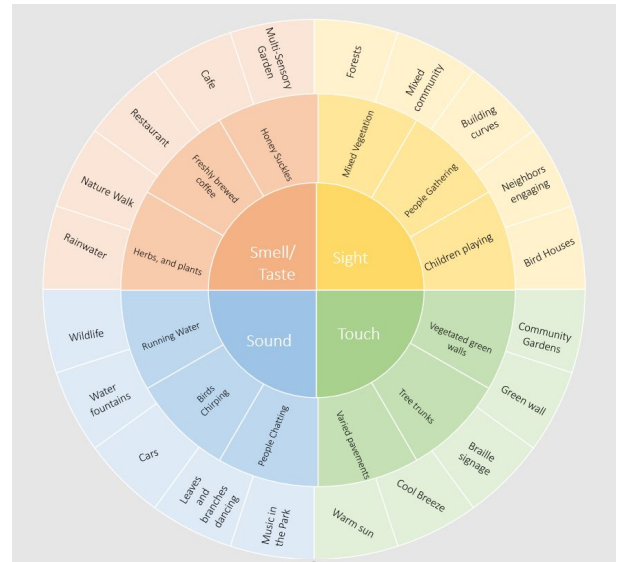 Smell/
Taste
Sight
Sound
Touch
Herbs, and plants
Freshly brewed
coffee
Honey Suckles
Mixed Vegetation
People Gathering
Children playing
Vegetated green
walls
Tree trunks
Varied pavements
People Chatting
Birds
Chirping
Running Water
Rainwater
Nature Walk
Restaurant
Cafe
Multi-Sensory
Garden
Forests
Mixed
community
Building
curves
Neighbors
engaging
Bird Houses
Community
Gardens
Green wall
Braille
signage
Cool Breeze
Warm sun
Music in
the Park
Leaves
and
branches
dancing
Cars
Water
fountains
Wildlife